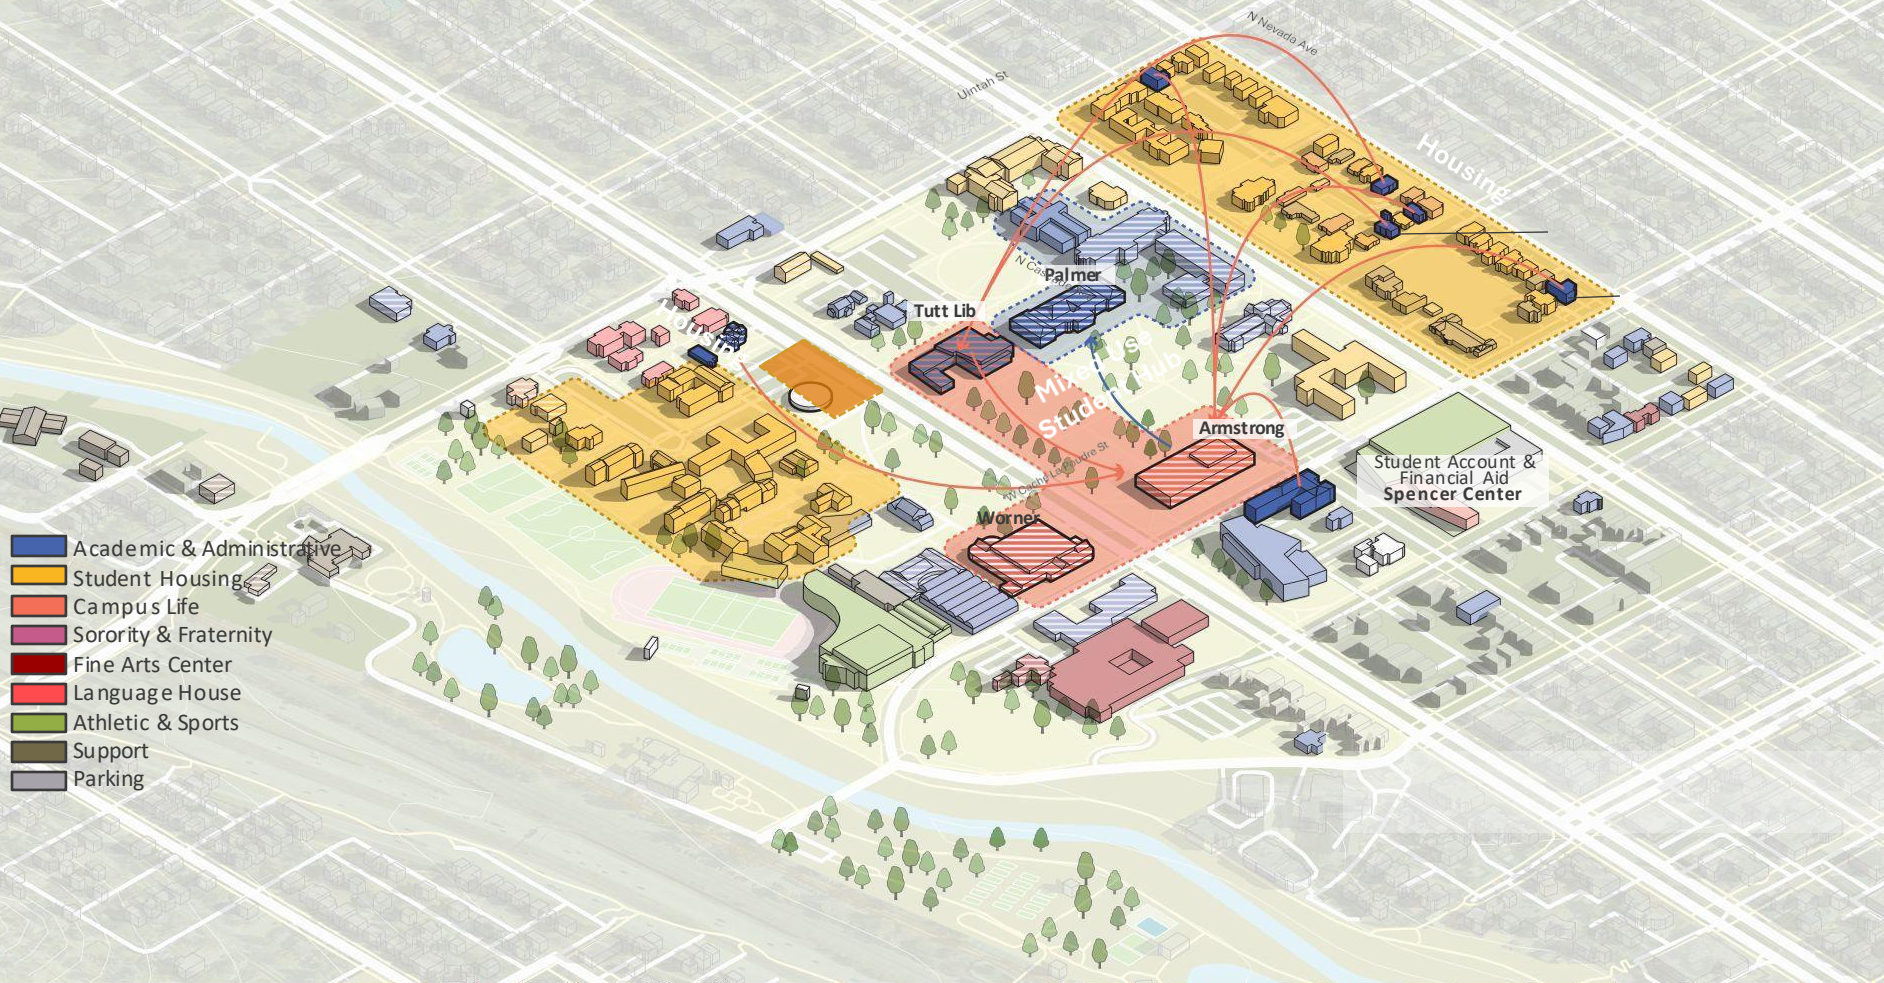 N Nevada Ave
Uintah St
Housing
Palmer
N Cas
Tutt Lib
Housing
Mixed Use
Student Hub
Armstrong
W Cache La Poudre St
Student Account &
Financial Aid
Spencer Center
Worner
Academic & Administrative
Student Housing
Campus Life
Sorority & Fraternity
Fine Arts Center
Language House
Athletic & Sports
Support
Parking